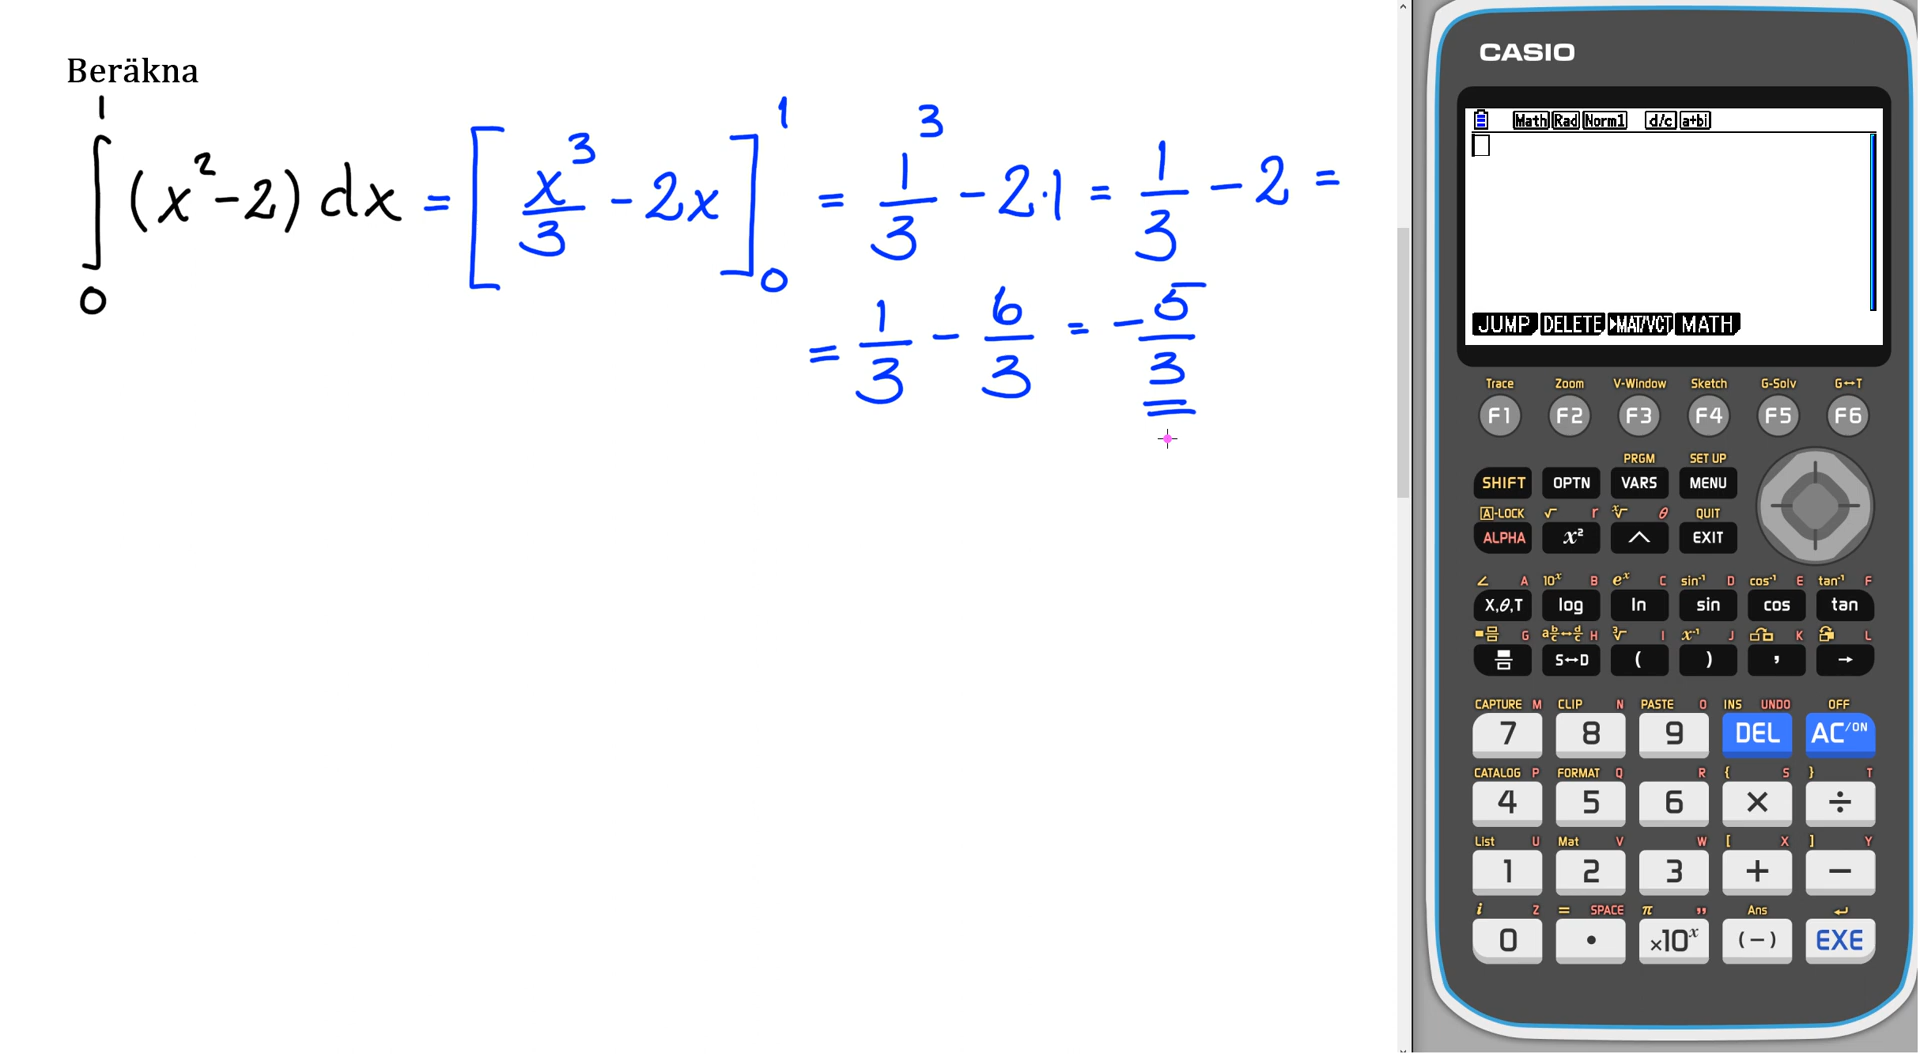 Beräkna
∫₀¹ (x²-2) dx = [x³/3 - 2x]₀¹ = 1³/3 - 2·1 = 1/3 - 2 =
= 1/3 - 6/3 = -5/3
CASIO
Math Rad Norm1 d/c a+bi
JUMP DELETE ▶MAT/VCT MATH
Trace Zoom V-Window Sketch G-Solv G↔T
F1 F2 F3 F4 F5 F6
PRGM SET UP
SHIFT OPTN VARS MENU
A-LOCK √ r ˣ√ θ QUIT
ALPHA x² ^ EXIT
∠ A 10ˣ B eˣ C sin⁻¹ D cos⁻¹ E tan⁻¹ F
X,θ,T log ln sin cos tan
G a b/c↔d/c H ³√ I x⁻¹ J K L
S↔D ( ) , →
CAPTURE M CLIP N PASTE O INS UNDO OFF
7 8 9 DEL AC/ON
CATALOG P FORMAT Q R { S } T
4 5 6 × ÷
List U Mat V W [ X ] Y
1 2 3 + −
i Z = SPACE π " Ans ↵
0 • ×10ˣ (−) EXE